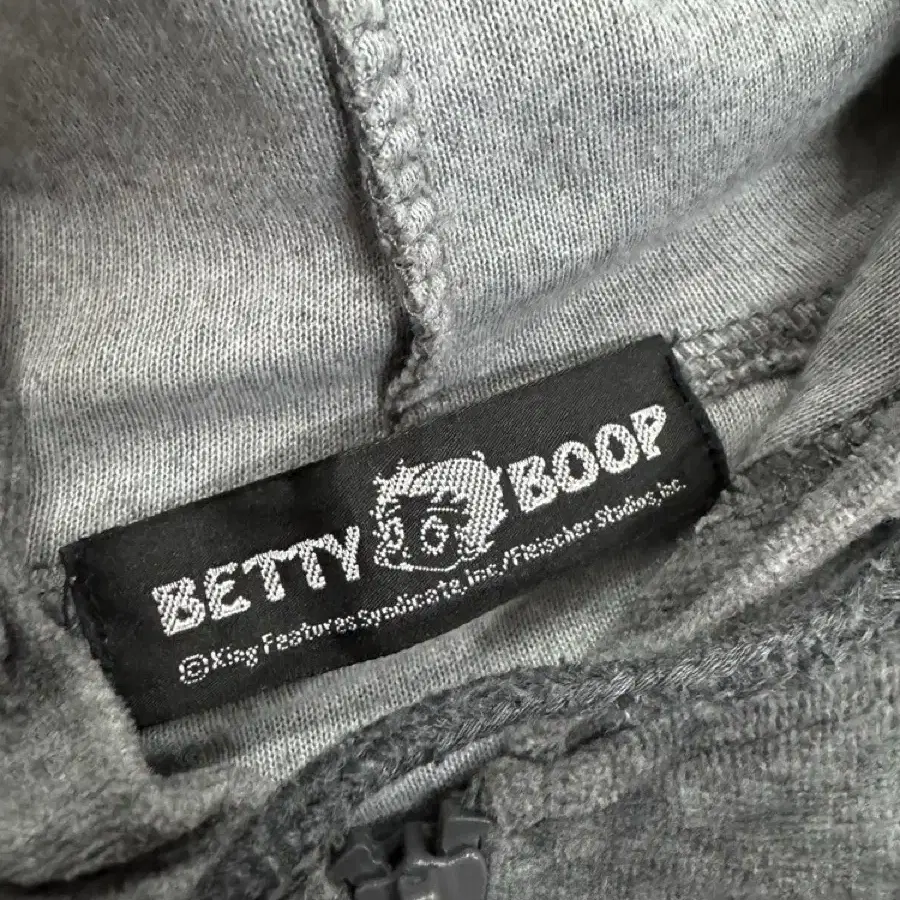 BETTY BOOP
©King Features Syndicate, Inc./Fleischer Studios, Inc.